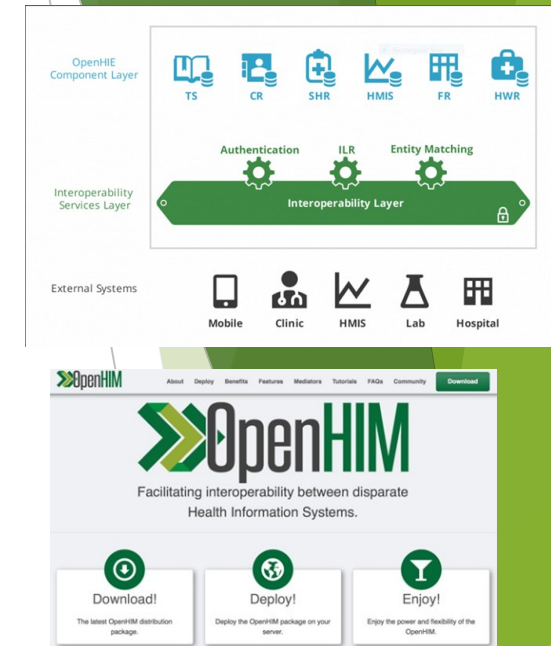 OpenHIE
Component Layer
TS CR SHR HMIS FR HWR
Authentication ILR Entity Matching
Interoperability
Services Layer
Interoperability Layer
External Systems
Mobile Clinic HMIS Lab Hospital
OpenHIM About Deploy Benefits Features Mediators Tutorials FAQs Community Download
OpenHIM
Facilitating interoperability between disparate
Health Information Systems.
Download! Deploy! Enjoy!
The latest OpenHIM distribution
package.
Deploy the OpenHIM package on your
server.
Enjoy the power and flexibility of the
OpenHIM.